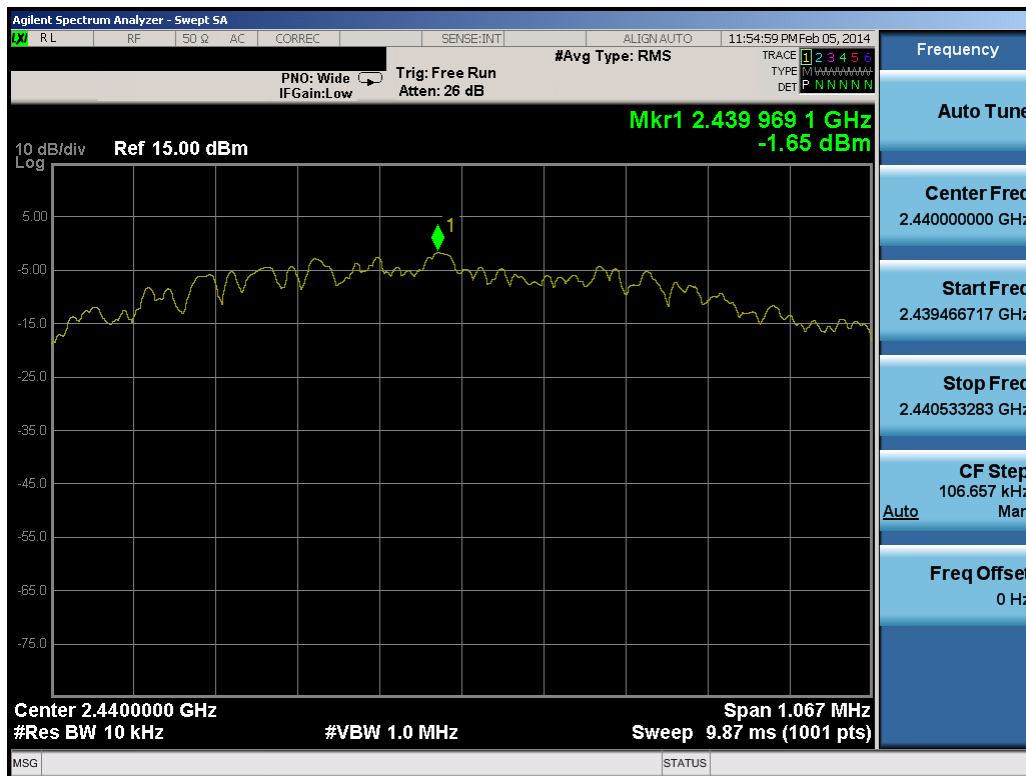 Agilent Spectrum Analyzer - Swept SA
LXI RL RF 50 Ω AC CORREC SENSE:INT ALIGNAUTO 11:54:59 PM Feb 05, 2014
#Avg Type: RMS TRACE 1 2 3 4 5 6
PNO: Wide Trig: Free Run TYPE MWWWWW
IFGain:Low Atten: 26 dB DET P N N N N N
Mkr1 2.439 969 1 GHz
-1.65 dBm
10 dB/div Ref 15.00 dBm
Log
5.00
1
-5.00
-15.0
-25.0
-35.0
-45.0
-55.0
-65.0
-75.0
Center 2.4400000 GHz Span 1.067 MHz
#Res BW 10 kHz #VBW 1.0 MHz Sweep 9.87 ms (1001 pts)
MSG STATUS
Frequency
Auto Tune
Center Freq
2.440000000 GHz
Start Freq
2.439466717 GHz
Stop Freq
2.440533283 GHz
CF Step
106.657 kHz
Auto Man
Freq Offset
0 Hz